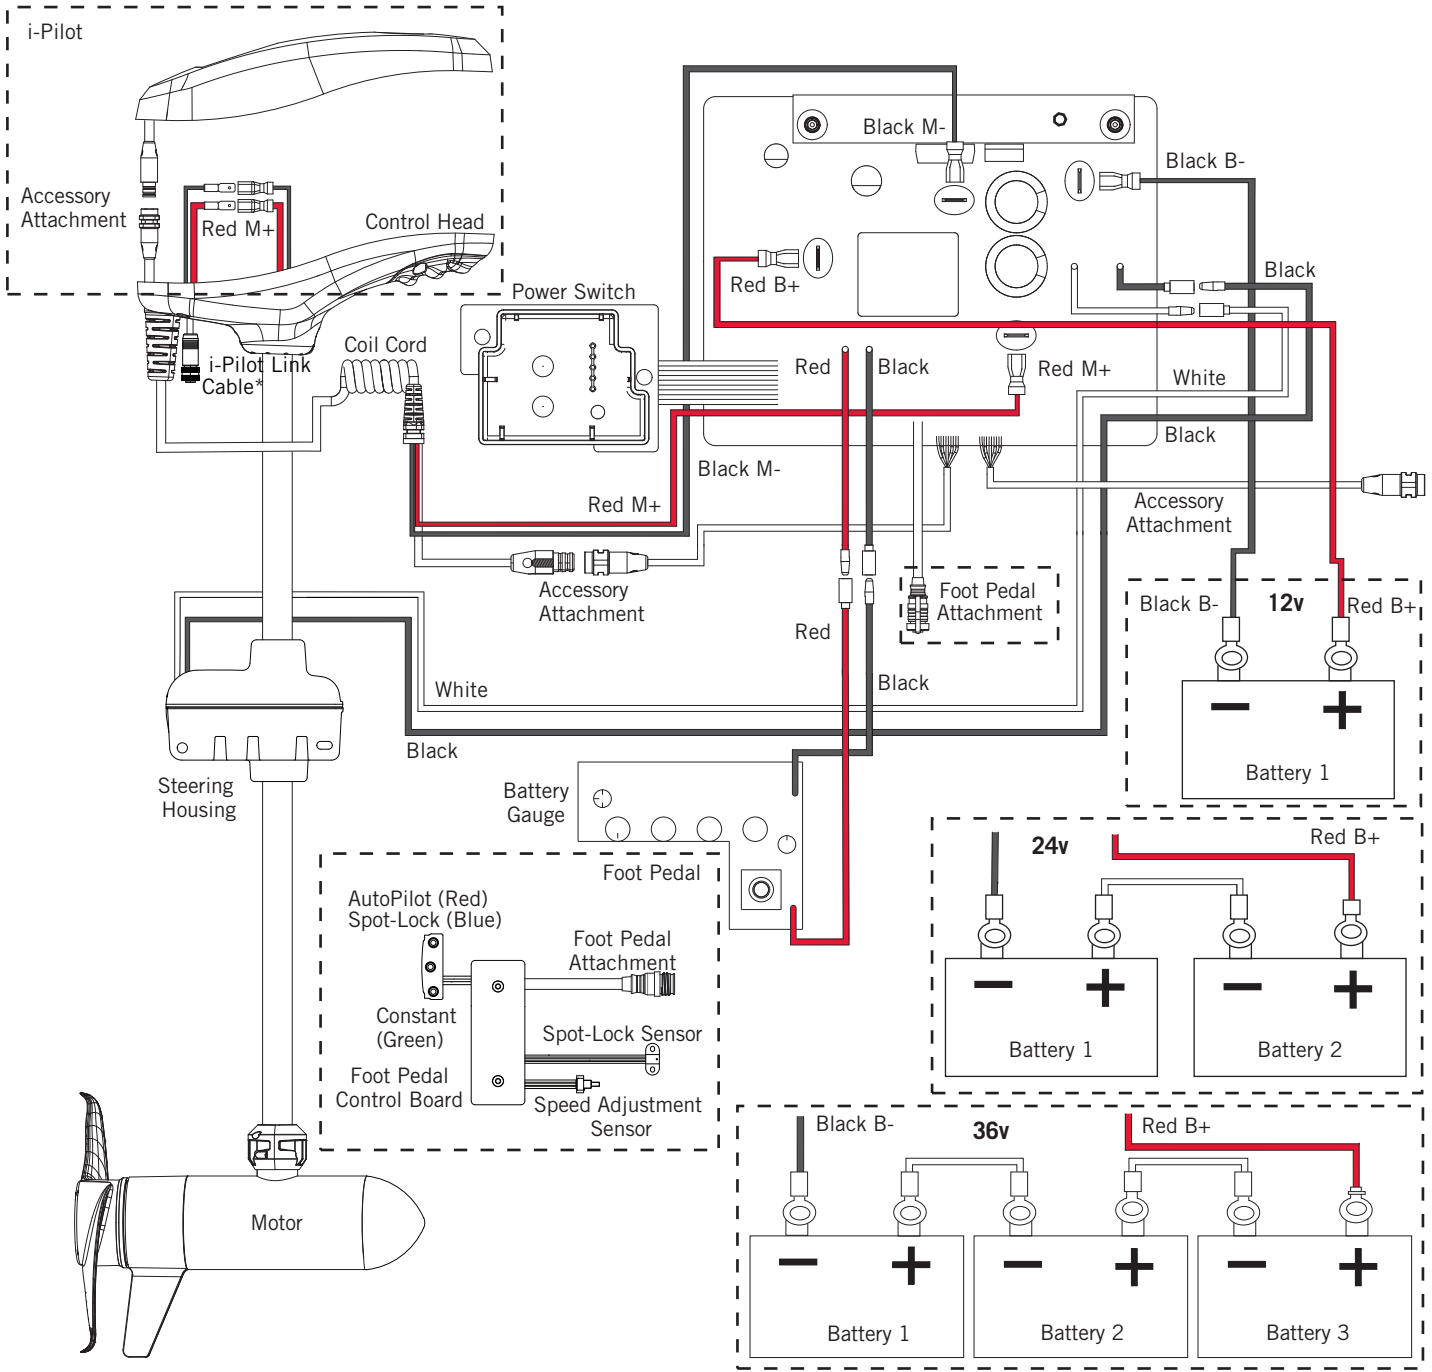 i-Pilot
Accessory
Attachment
Red M+
Control Head
i-Pilot Link
Cable*
Coil Cord
Power Switch
Black M-
Black B-
Red B+
Black
Red
Black
Red M+
White
Black
Black M-
Red M+
Accessory
Attachment
Accessory
Attachment
Foot Pedal
Attachment
Red
Black
White
Black
Steering
Housing
Battery
Gauge
Black B-
12v
Red B+
Battery 1
24v
Red B+
Battery 1
Battery 2
Foot Pedal
AutoPilot (Red)
Spot-Lock (Blue)
Foot Pedal
Attachment
Constant
(Green)
Spot-Lock Sensor
Foot Pedal
Control Board
Speed Adjustment
Sensor
Motor
Black B-
36v
Red B+
Battery 1
Battery 2
Battery 3